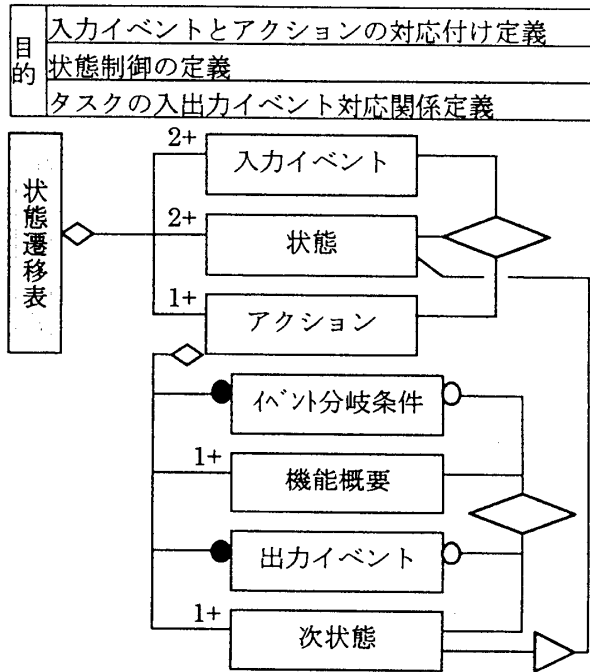 目的
入力イベントとアクションの対応付け定義
状態制御の定義
タスクの入出力イベント対応関係定義
状態遷移表
2+
入力イベント
2+
状態
1+
アクション
ｲﾍﾞﾝﾄ分岐条件
1+
機能概要
出力イベント
1+
次状態